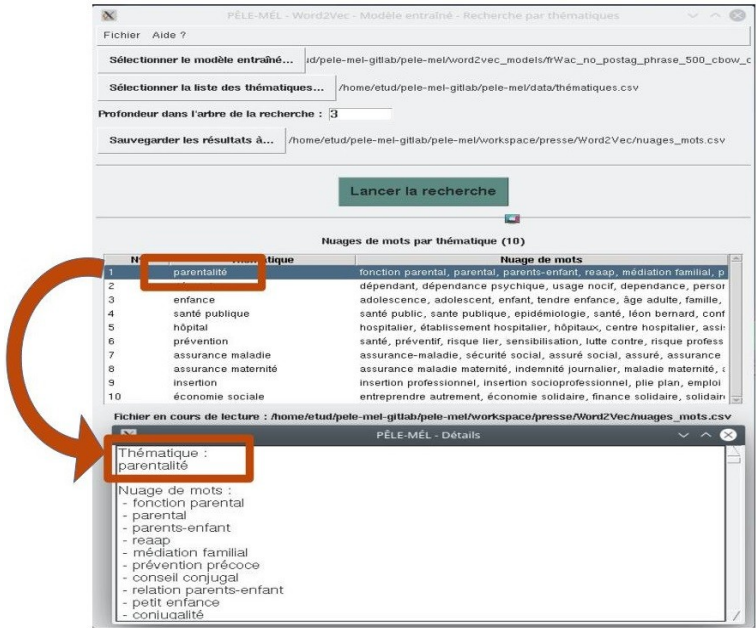 PÊLE-MÉL - Word2Vec - Modèle entraîné - Recherche par thématiques
Fichier Aide ?
Sélectionner le modèle entraîné... ud/pele-mel-gitlab/pele-mel/word2vec_models/frWac_no_postag_phrase_500_cbow_c
Sélectionner la liste des thématiques... /home/etud/pele-mel-gitlab/pele-mel/data/thématiques.csv
Profondeur dans l'arbre de la recherche : 3
Sauvegarder les résultats à... /home/etud/pele-mel-gitlab/pele-mel/workspace/presse/Word2Vec/nuages_mots.csv
Lancer la recherche
Nuages de mots par thématique (10)
N° Thématique Nuage de mots
1 parentalité fonction parental, parental, parents-enfant, reaap, médiation familial, p
2 dépendant, dépendance psychique, usage nocif, dependance, person
3 enfance adolescence, adolescent, enfant, tendre enfance, âge adulte, famille,
4 santé publique santé public, sante publique, epidémiologie, santé, léon bernard, conf
5 hôpital hospitalier, établissement hospitalier, hôpitaux, centre hospitalier, assis
6 prévention santé, préventif, risque lier, sensibilisation, lutte contre, risque profess
7 assurance maladie assurance-maladie, sécurité social, assuré social, assuré, assurance
8 assurance maternité assurance maladie maternité, indemnité journalier, maladie maternité,
9 insertion insertion professionnel, insertion socioprofessionnel, plie plan, emploi
10 économie sociale entreprendre autrement, économie solidaire, finance solidaire, solidair
Fichier en cours de lecture : /home/etud/pele-mel-gitlab/pele-mel/workspace/presse/Word2Vec/nuages_mots.csv
PÊLE-MÉL - Détails
Thématique :
parentalité
Nuage de mots :
- fonction parental
- parental
- parents-enfant
- reaap
- médiation familial
- prévention précoce
- conseil conjugal
- relation parents-enfant
- petit enfance
- conjugalité